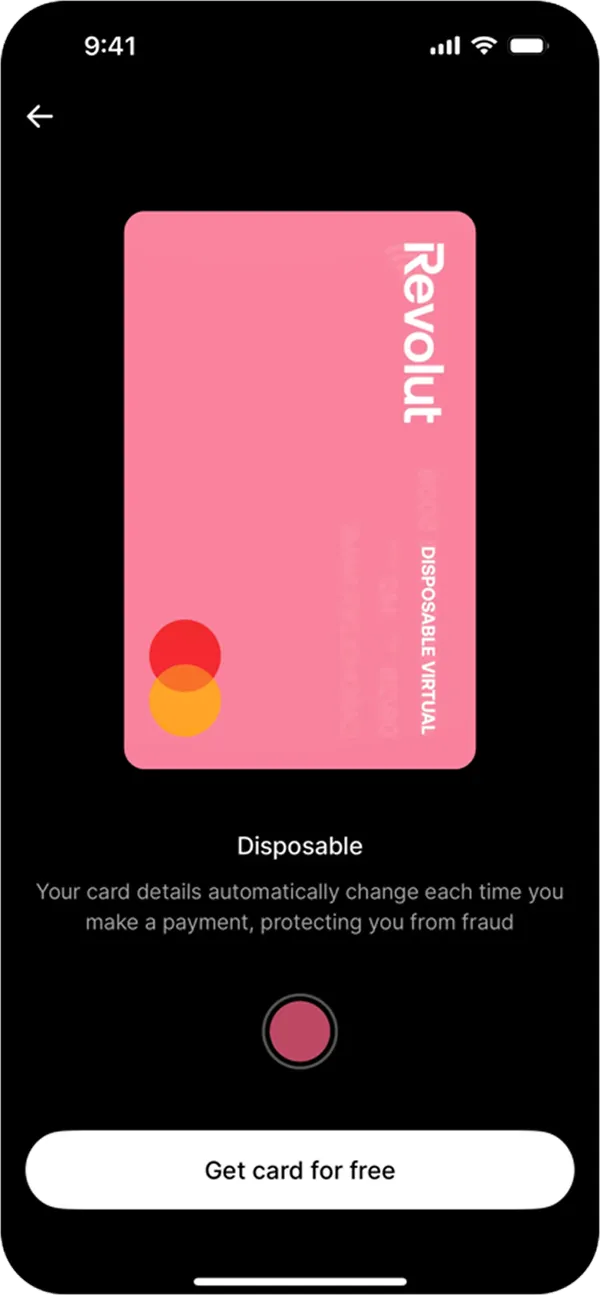 9:41
Revolut
DISPOSABLE VIRTUAL
Disposable
Your card details automatically change each time you
make a payment, protecting you from fraud
Get card for free